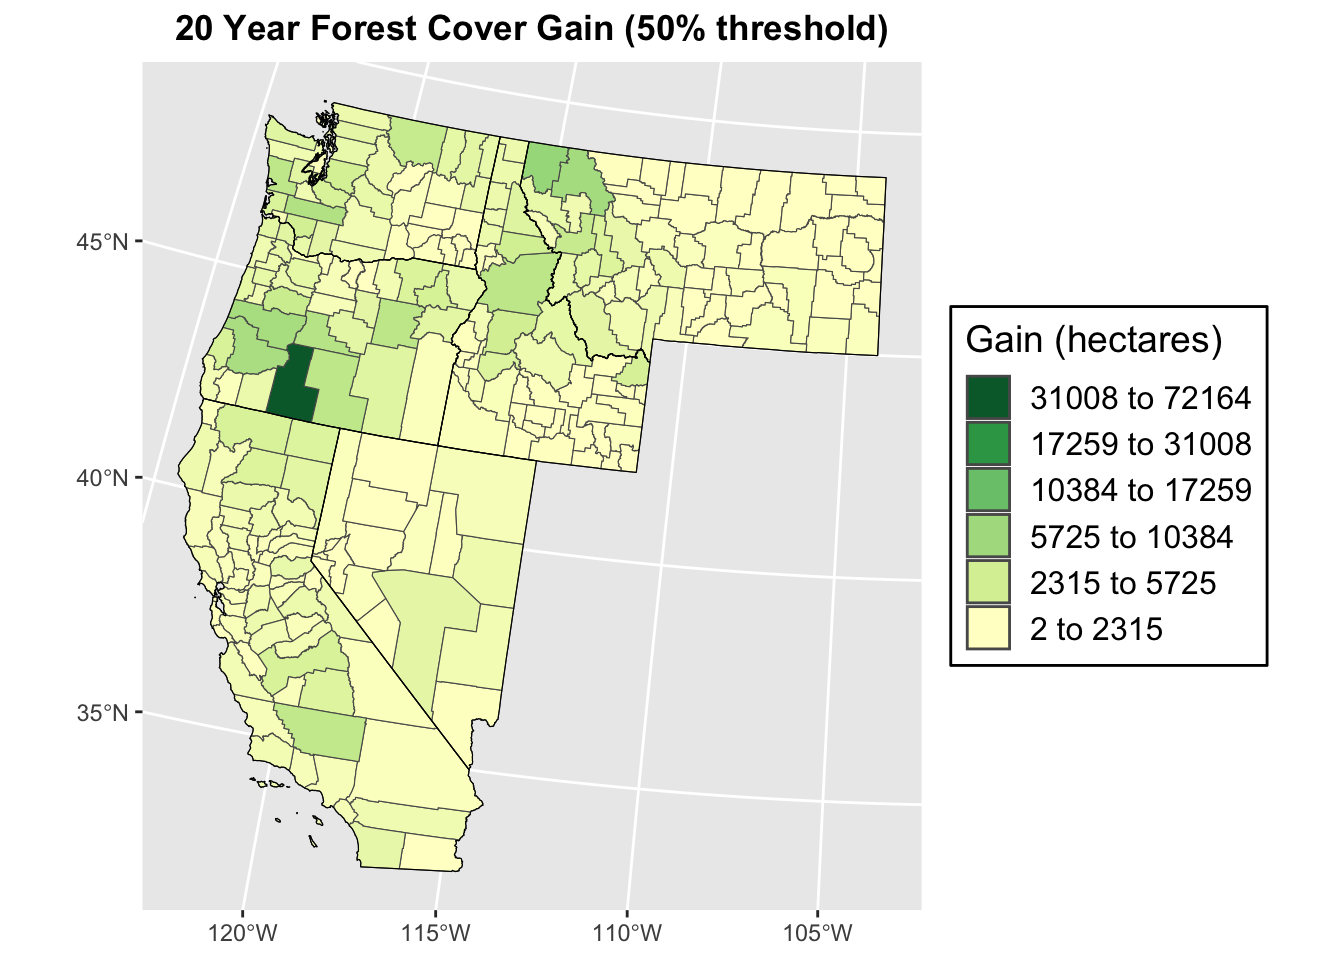 20 Year Forest Cover Gain (50% threshold)
45°N
40°N
35°N
120°W
115°W
110°W
105°W
Gain (hectares)
31008 to 72164
17259 to 31008
10384 to 17259
5725 to 10384
2315 to 5725
2 to 2315